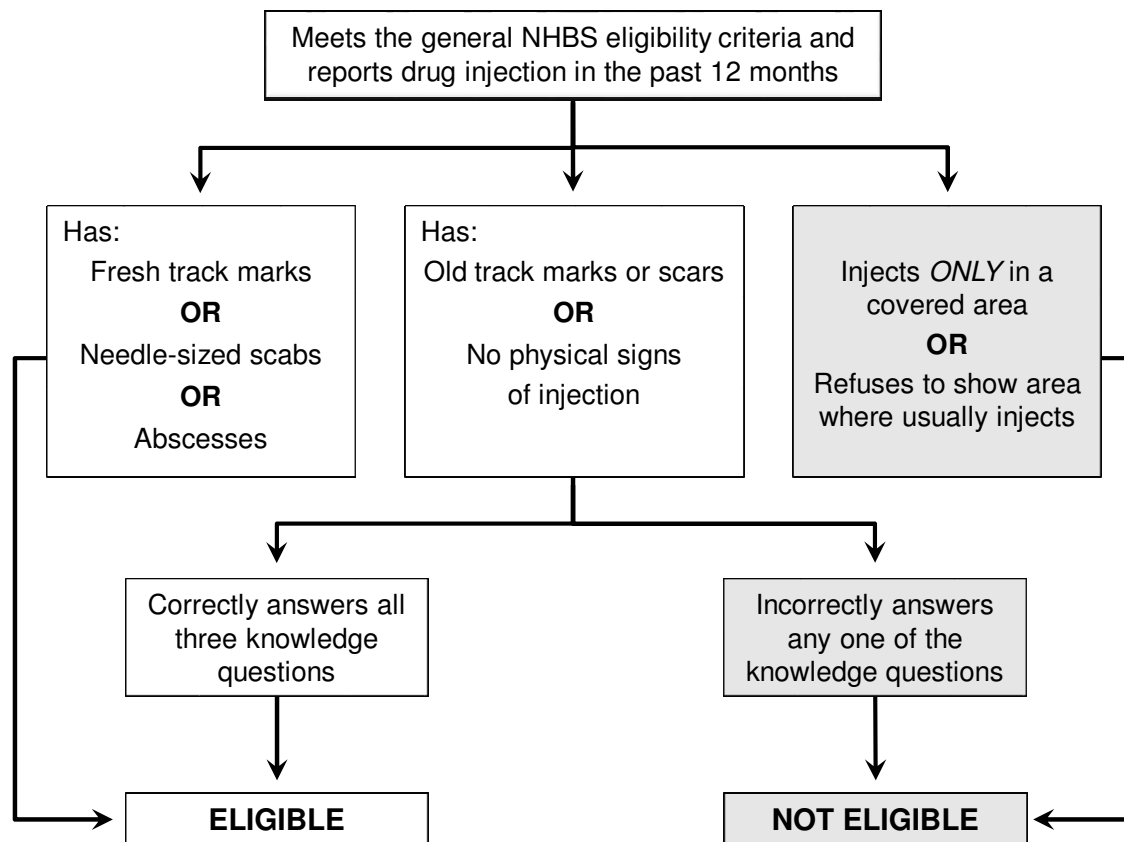 Meets the general NHBS eligibility criteria and
reports drug injection in the past 12 months
Has:
Fresh track marks
OR
Needle-sized scabs
OR
Abscesses
Has:
Old track marks or scars
OR
No physical signs
of injection
Injects ONLY in a
covered area
OR
Refuses to show area
where usually injects
Correctly answers all
three knowledge
questions
Incorrectly answers
any one of the
knowledge questions
ELIGIBLE
NOT ELIGIBLE